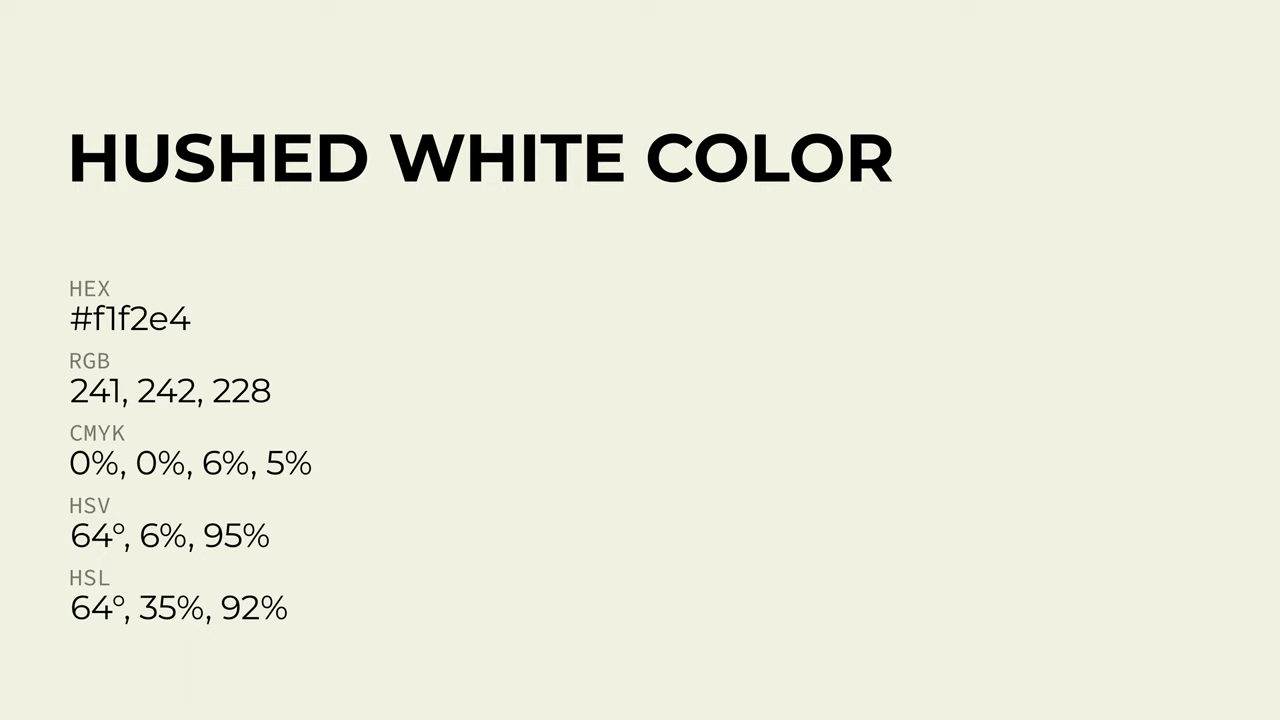 HUSHED WHITE COLOR
HEX
#f1f2e4
RGB
241, 242, 228
CMYK
0%, 0%, 6%, 5%
HSV
64°, 6%, 95%
HSL
64°, 35%, 92%